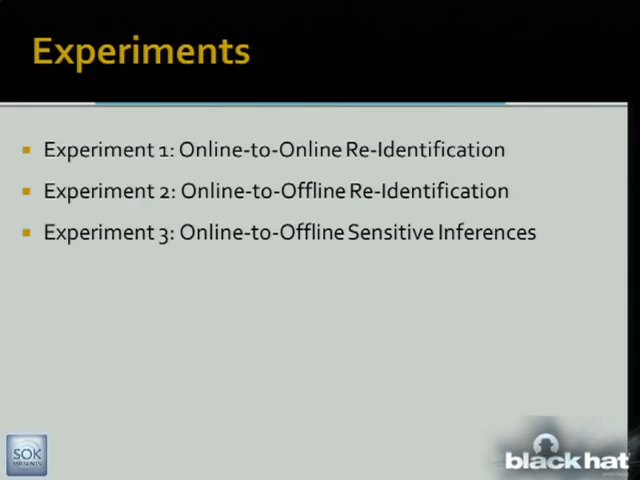 Experiments
Experiment 1: Online-to-Online Re-Identification
Experiment 2: Online-to-Offline Re-Identification
Experiment 3: Online-to-Offline Sensitive Inferences
SOK
PRESENTS
black hat